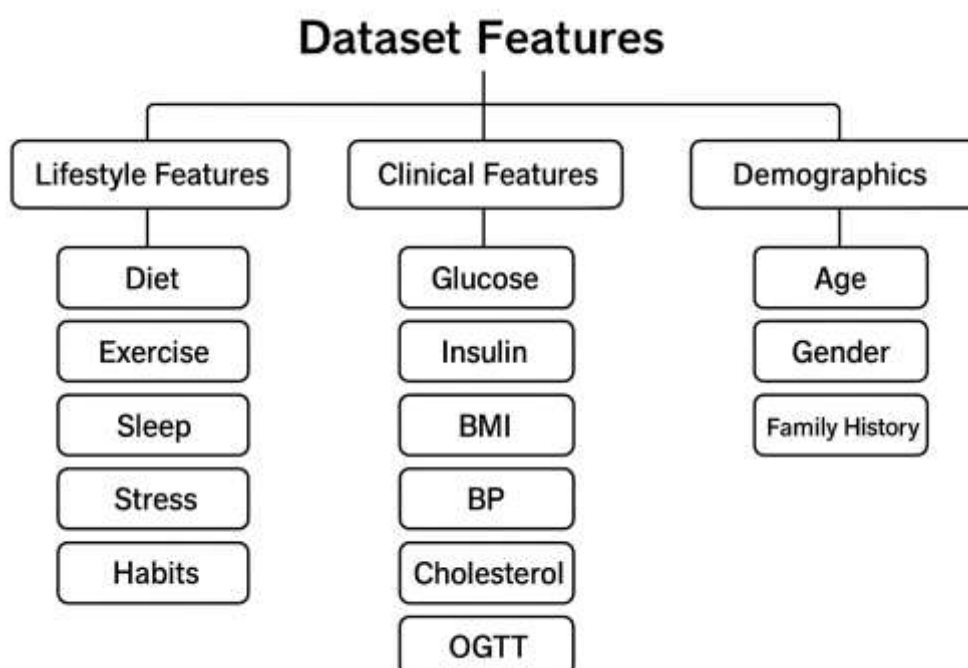 Dataset Features
Lifestyle Features
Diet
Exercise
Sleep
Stress
Habits
Clinical Features
Glucose
Insulin
BMI
BP
Cholesterol
OGTT
Demographics
Age
Gender
Family History